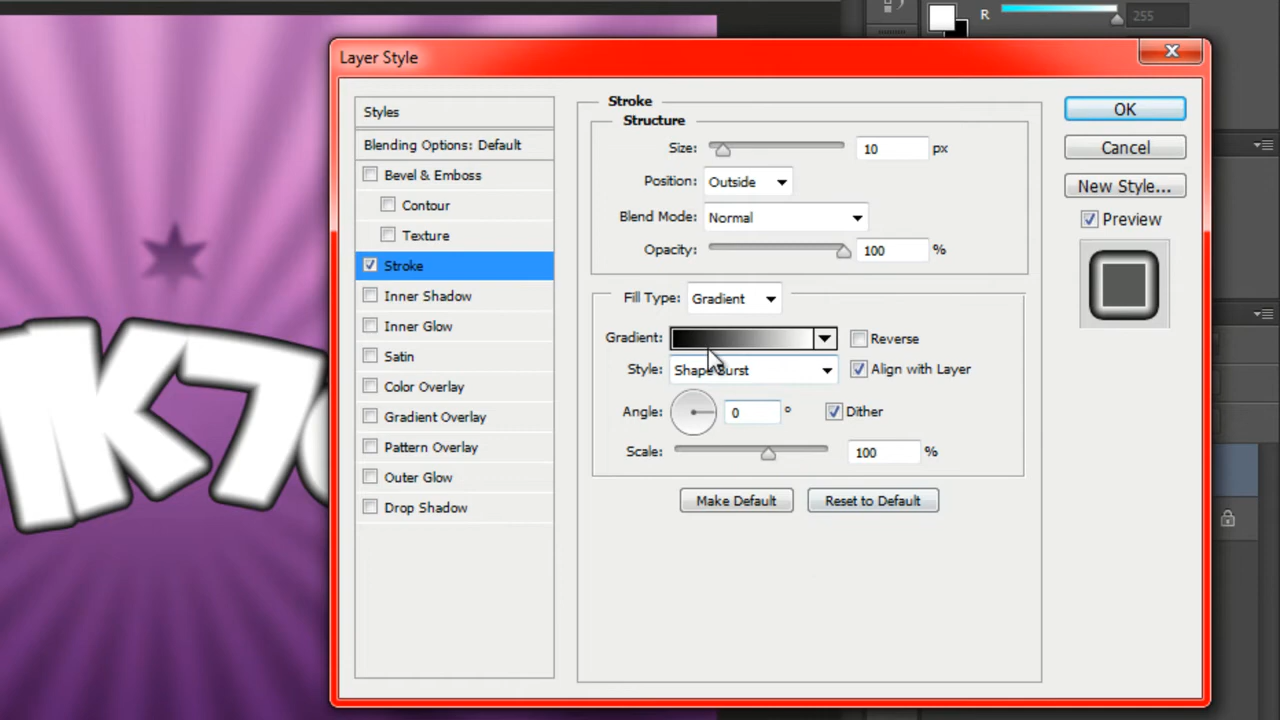 R 255
Layer Style
Styles
Blending Options: Default
Bevel & Emboss
Contour
Texture
Stroke
Inner Shadow
Inner Glow
Satin
Color Overlay
Gradient Overlay
Pattern Overlay
Outer Glow
Drop Shadow
Stroke
Structure
Size: 10 px
Position: Outside
Blend Mode: Normal
Opacity: 100 %
Fill Type: Gradient
Gradient: Reverse
Style: Shape Burst Align with Layer
Angle: 0 ° Dither
Scale: 100 %
Make Default Reset to Default
OK
Cancel
New Style...
Preview